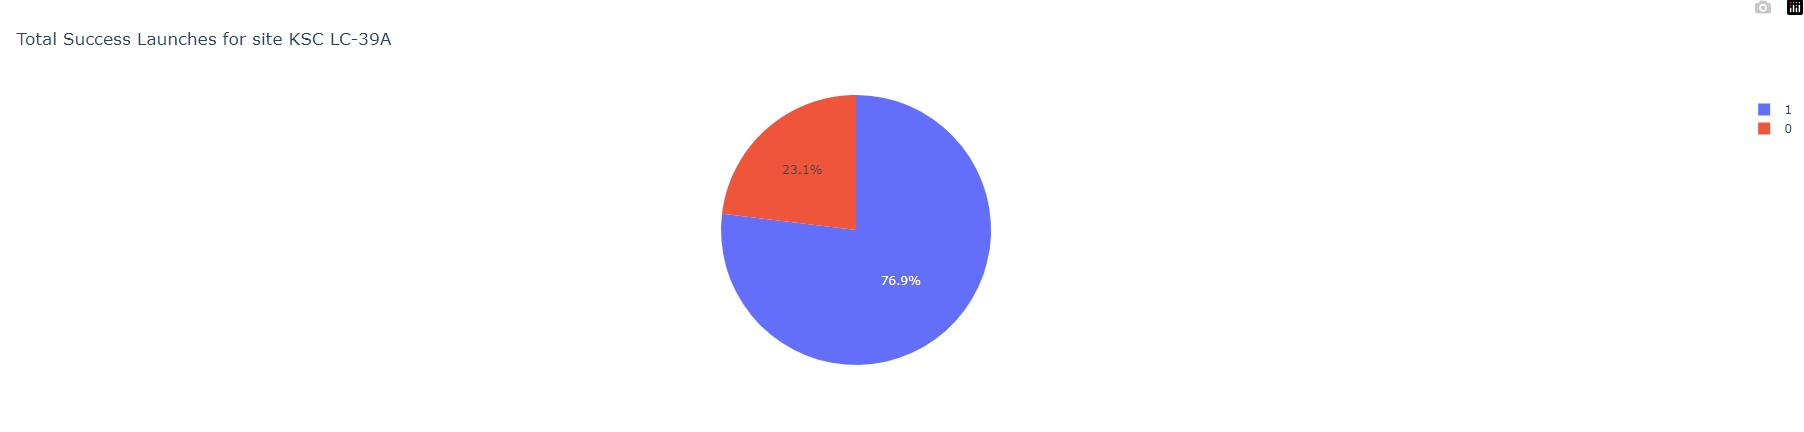 Total Success Launches for site KSC LC-39A
1
0
23.1%
76.9%